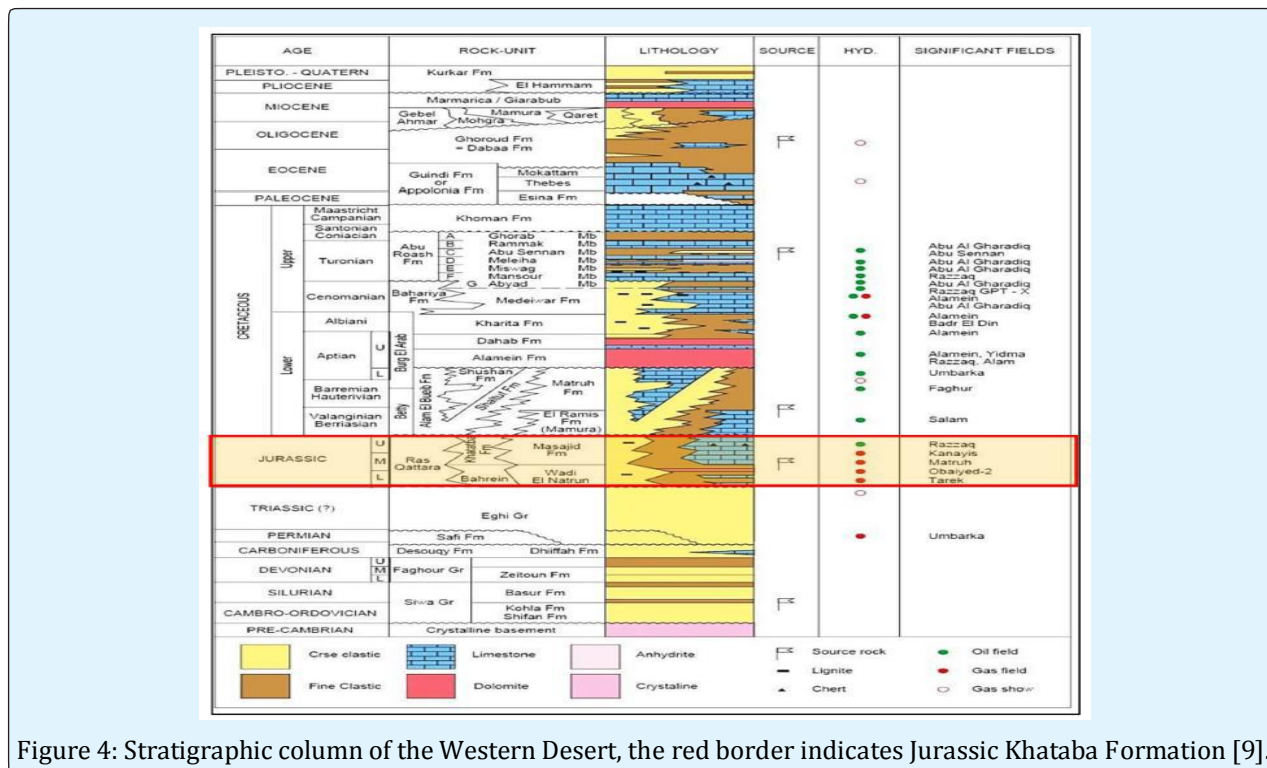 AGE ROCK-UNIT LITHOLOGY SOURCE HYD. SIGNIFICANT FIELDS
PLEISTO. - QUATERN Kurkar Fm
PLIOCENE El Hammam
MIOCENE Marmarica / Giarabub
Gebel Ahmar Mohgra Mamura Qaret
OLIGOCENE Ghoroud Fm
= Dabaa Fm
EOCENE Guindi Fm or Appolonia Fm Mokattam
Thebes
PALEOCENE Esina Fm
CRETACEOUS
Upper
Maastricht
Campanian Khoman Fm
Santonian
Coniacian
Turonian
Abu Roash Fm
A Ghorab Mb
B Rammak Mb
C Abu Sennan Mb
D Meleiha Mb
E Miswag Mb
F Mansour Mb
G Abyad Mb
Abu Al Gharadiq
Abu Sennan
Abu Al Gharadiq
Abu Al Gharadiq
Razzaq
Abu Al Gharadiq
Razzaq GPT - X
Cenomanian Bahariya Fm Medeiwar Fm Alamein
Abu Al Gharadiq
Lower
Albiani Kharita Fm Alamein
Badr El Din
Alamein
Aptian U L
Burg El Arab
Dahab Fm
Alamein Fm Alamein, Yidma
Razzaq, Alam
Betty
Alam El Bueib Fm
Shushan Fm
Shaltut Fm
Matruh Fm
Umbarka
Barremian
Hauterivian Faghur
Valanginian
Berriasian El Ramis Fm
(Mamura) Salam
JURASSIC U M L
Ras Qattara
Khataba Fm
Masajid Fm
Bahrein
Wadi El Natrun
Razzaq
Kanayis
Matruh
Obaiyed-2
Tarek
TRIASSIC (?) Eghi Gr
PERMIAN Safi Fm Umbarka
CARBONIFEROUS Desouqy Fm Dhiffah Fm
DEVONIAN U M L Faghour Gr Zeitoun Fm
SILURIAN Siwa Gr Basur Fm
CAMBRO-ORDOVICIAN Kohla Fm
Shifan Fm
PRE-CAMBRIAN Crystalline basement
Crse clastic Limestone Anhydrite Source rock Oil field
Lignite Gas field
Fine Clastic Dolomite Crystaline Chert Gas show
Figure 4: Stratigraphic column of the Western Desert, the red border indicates Jurassic Khataba Formation [9].